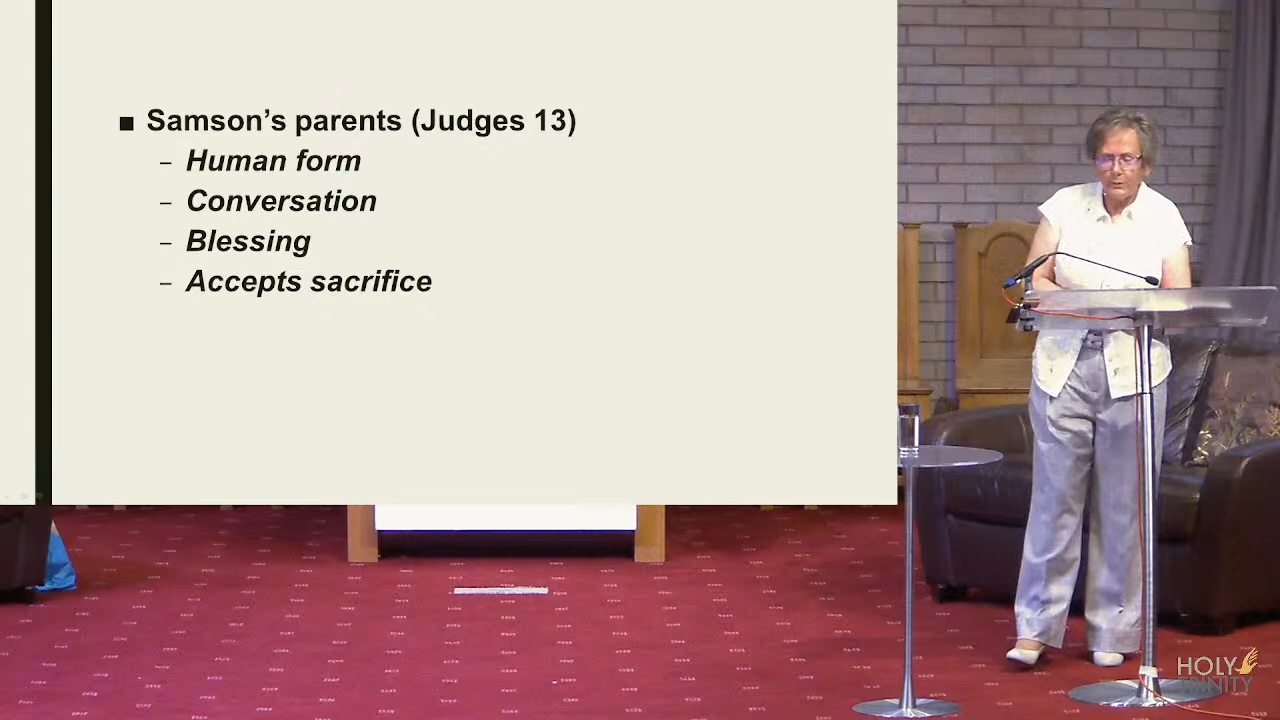 ■ Samson’s parents (Judges 13)
– Human form
– Conversation
– Blessing
– Accepts sacrifice
HOLY
TRINITY